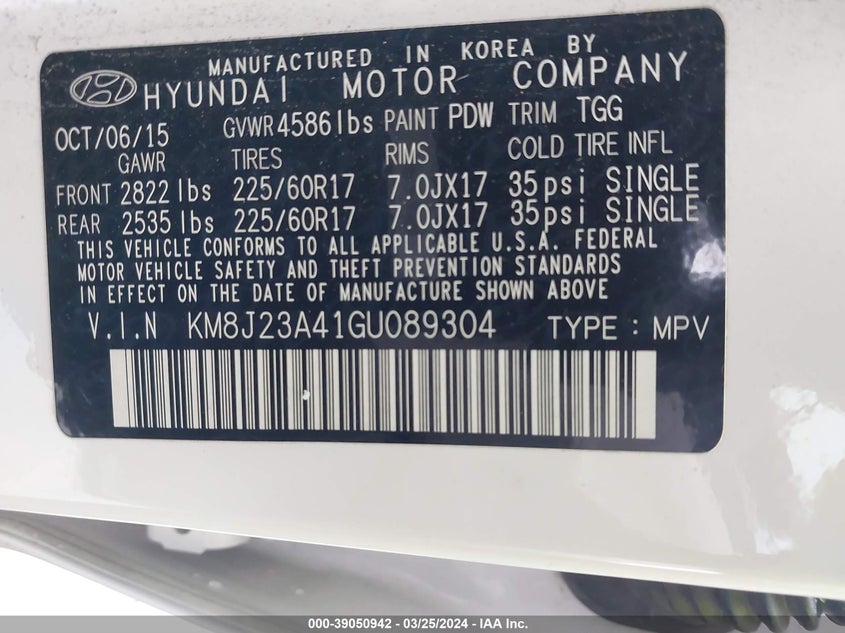 MANUFACTURED IN KOREA BY
HYUNDAI MOTOR COMPANY
OCT/06/15 GVWR 4586lbs PAINT PDW TRIM TGG
GAWR TIRES RIMS COLD TIRE INFL
FRONT 2822 lbs 225/60R17 7.0JX17 35psi SINGLE
REAR 2535 lbs 225/60R17 7.0JX17 35psi SINGLE
THIS VEHICLE CONFORMS TO ALL APPLICABLE U.S.A. FEDERAL
MOTOR VEHICLE SAFETY AND THEFT PREVENTION STANDARDS
IN EFFECT ON THE DATE OF MANUFACTURE SHOWN ABOVE
V.I.N KM8J23A41GU089304 TYPE: MPV
000-39050942 - 03/25/2024 - IAA Inc.